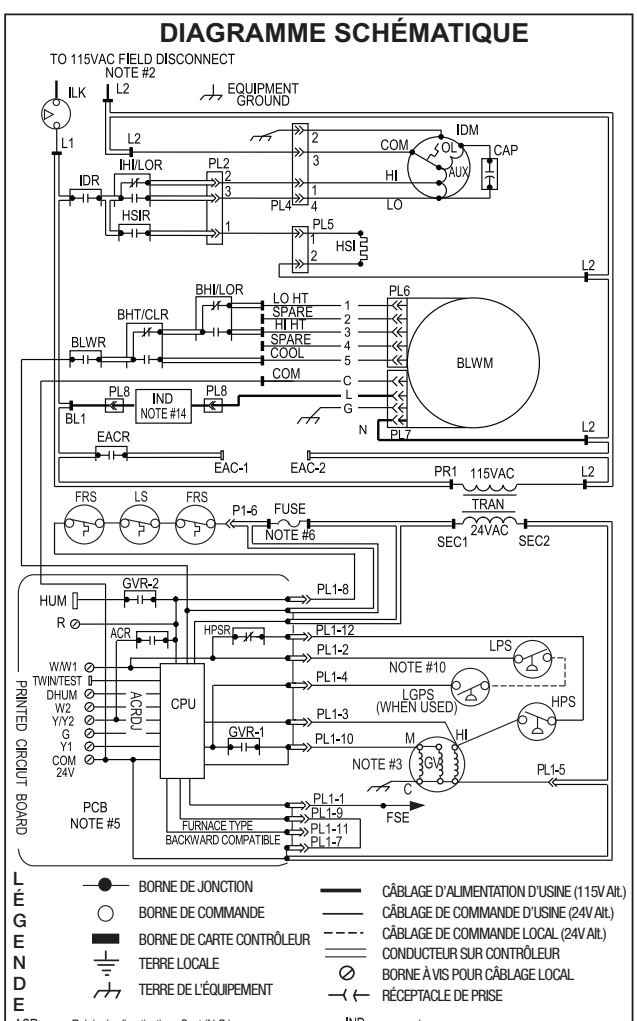 DIAGRAMME SCHÉMATIQUE
TO 115VAC FIELD DISCONNECT
NOTE #2
ILK
L2
EQUIPMENT
GROUND
L1
L2
IDR
IHI/LOR
HSIR
PL2
2
3
1
PL4
2
3
1
4
COM
HI
LO
IDM
OL
AUX
CAP
PL5
1
2
HSI
L2
BHI/LOR
BHT/CLR
BLWR
LO HT 1
SPARE 2
HI HT 3
SPARE 4
COOL 5
COM C
L
G
N
PL6
PL7
BLWM
PL8
IND
NOTE #14
PL8
BL1
L2
EACR
EAC-1
EAC-2
PR1
115VAC
L2
TRAN
24VAC
SEC1
SEC2
FRS
LS
FRS
P1-6
FUSE
NOTE #6
GVR-2
HUM
R
ACR
HPSR
W/W1
TWIN/TEST
DHUM
W2
Y/Y2
G
Y1
COM
24V
ACRDJ
CPU
GVR-1
PRINTED CIRCIUT BOARD
PCB
NOTE #5
FURNACE TYPE
BACKWARD COMPATIBLE
PL1-8
PL1-12
PL1-2
PL1-4
PL1-3
PL1-10
PL1-1
PL1-9
PL1-11
PL1-7
NOTE #10
LPS
LGPS
(WHEN USED)
HPS
NOTE #3
M
HI
GV
C
PL1-5
FSE
LÉGENDE
BORNE DE JONCTION
BORNE DE COMMANDE
BORNE DE CARTE CONTRÔLEUR
TERRE LOCALE
TERRE DE L'ÉQUIPEMENT
CÂBLAGE D'ALIMENTATION D'USINE (115V Alt.)
CÂBLAGE DE COMMANDE D'USINE (24V Alt.)
CÂBLAGE DE COMMANDE LOCAL (24V Alt.)
CONDUCTEUR SUR CONTRÔLEUR
BORNE À VIS POUR CÂBLAGE LOCAL
RÉCEPTACLE DE PRISE